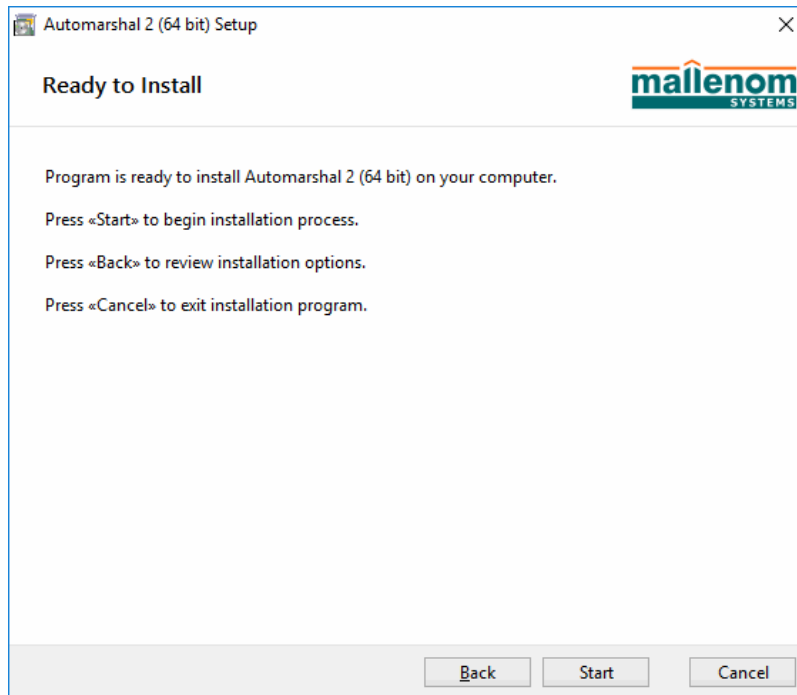 Automarshal 2 (64 bit) Setup
Ready to Install
mallenom
SYSTEMS
Program is ready to install Automarshal 2 (64 bit) on your computer.
Press «Start» to begin installation process.
Press «Back» to review installation options.
Press «Cancel» to exit installation program.
Back Start Cancel